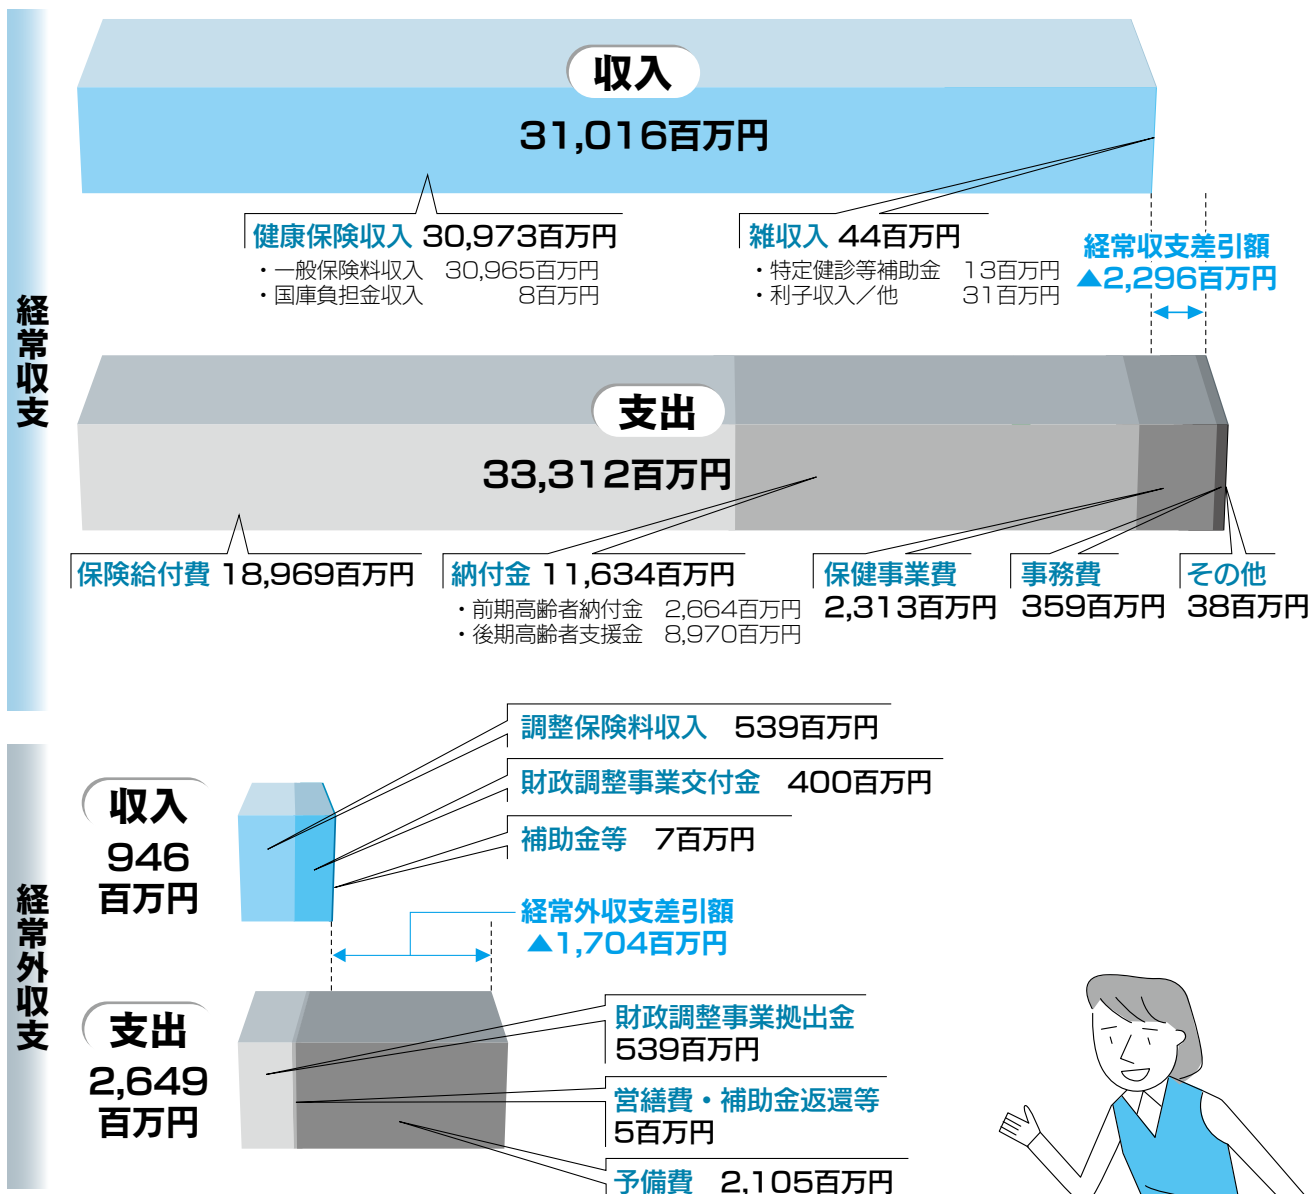 経常収支
収入
31,016百万円
健康保険収入 30,973百万円
・一般保険料収入 30,965百万円
・国庫負担金収入 8百万円
雑収入 44百万円
・特定健診等補助金 13百万円
・利子収入／他 31百万円
経常収支差引額
▲2,296百万円
支出
33,312百万円
保険給付費 18,969百万円
納付金 11,634百万円
・前期高齢者納付金 2,664百万円
・後期高齢者支援金 8,970百万円
保健事業費
2,313百万円
事務費
359百万円
その他
38百万円
経常外収支
収入
946
百万円
調整保険料収入 539百万円
財政調整事業交付金 400百万円
補助金等 7百万円
経常外収支差引額
▲1,704百万円
支出
2,649
百万円
財政調整事業拠出金
539百万円
営繕費・補助金返還等
5百万円
予備費 2,105百万円